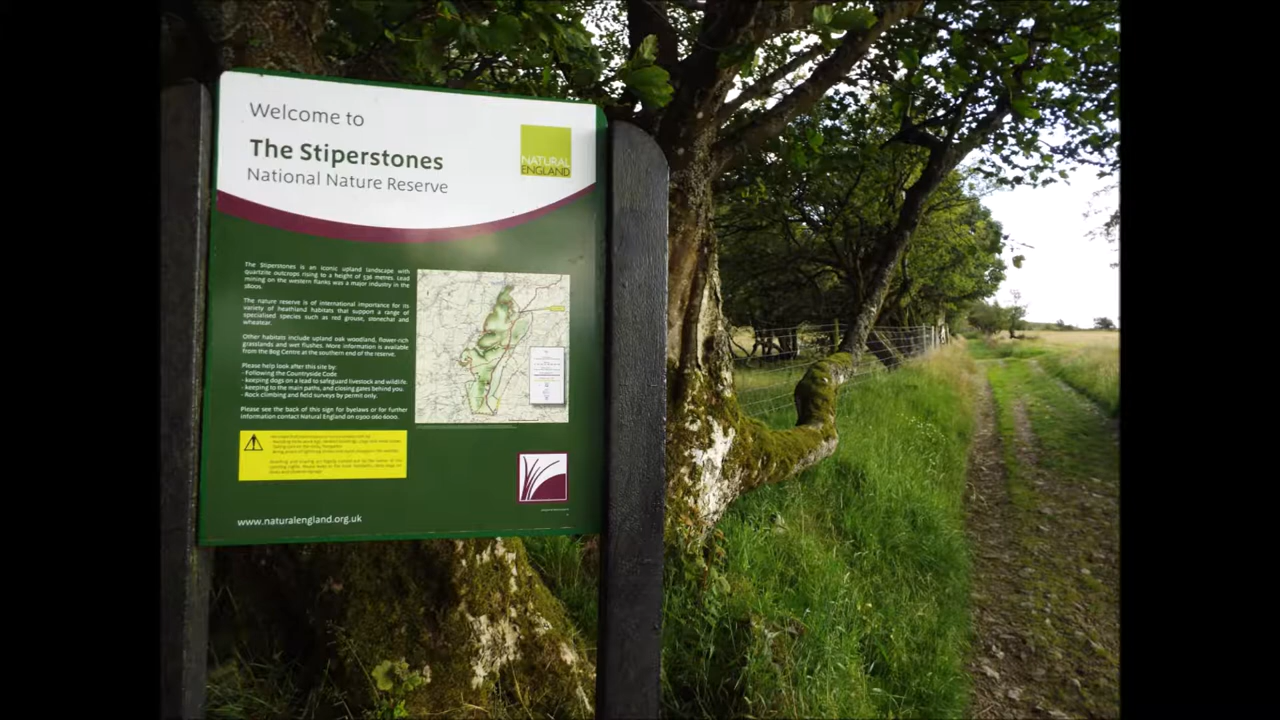 Welcome to
The Stiperstones
National Nature Reserve
NATURAL
ENGLAND
The Stiperstones is an iconic upland landscape with
quartzite outcrops rising to a height of 536 metres. Lead
mining on the western flanks was a major industry in the
1800s.
The nature reserve is of international importance for its
variety of heathland habitats that support a range of
specialised species such as red grouse, stonechat and
wheatear.
Other habitats include upland oak woodland, flower-rich
grasslands and wet flushes. More information is available
from the Bog Centre at the southern end of the reserve.
Please help look after this site by:
- Following the Countryside Code
- keeping dogs on a lead to safeguard livestock and wildlife.
- keeping to the main paths, and closing gates behind you.
- Rock climbing and field surveys by permit only.
Please see the back of this sign for byelaws or for further
information contact Natural England on 0300 060 6000.
www.naturalengland.org.uk